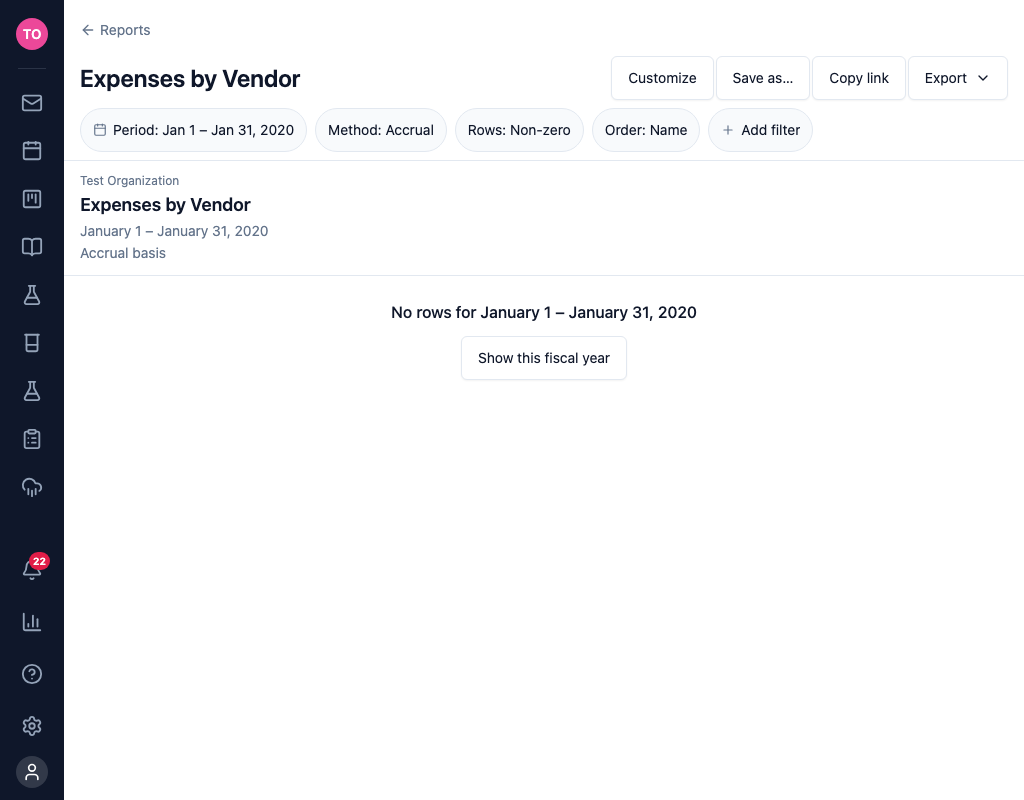 TO
Reports
Expenses by Vendor
Customize
Save as...
Copy link
Export
Period: Jan 1 – Jan 31, 2020
Method: Accrual
Rows: Non-zero
Order: Name
Add filter
Test Organization
Expenses by Vendor
January 1 – January 31, 2020
Accrual basis
No rows for January 1 – January 31, 2020
Show this fiscal year
22